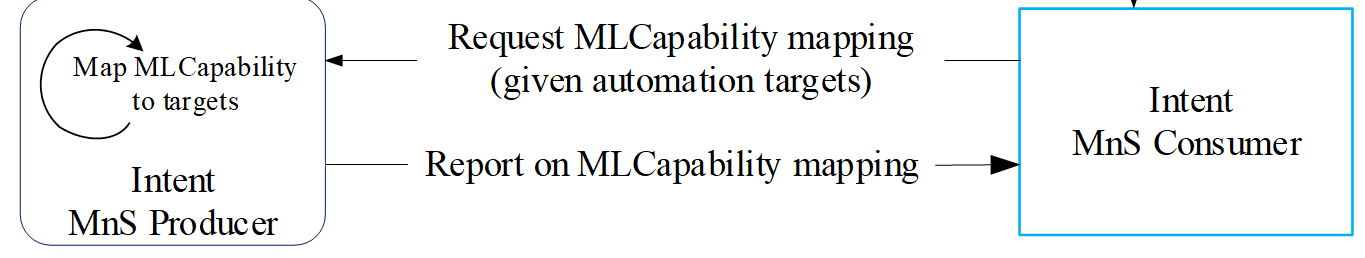 Map MLCapability
to targets
Intent
MnS Producer
Request MLCapability mapping
(given automation targets)
Report on MLCapability mapping
Intent
MnS Consumer